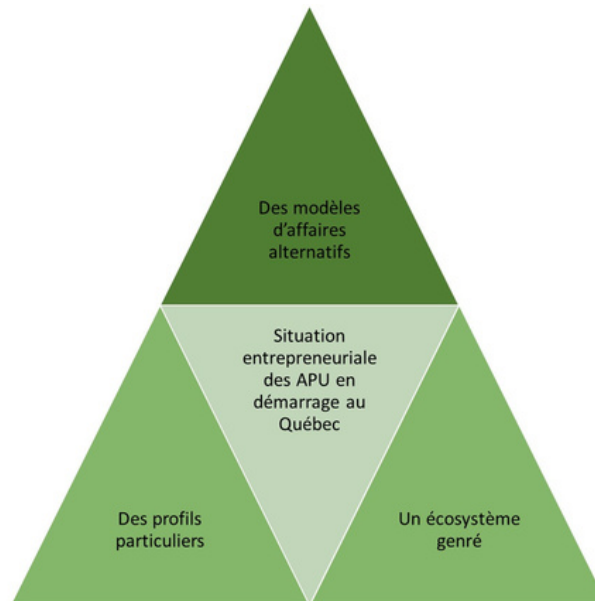 Des modèles
d'affaires
alternatifs
Situation
entrepreneuriale
des APU en
démarrage au
Québec
Des profils
particuliers
Un écosystème
genré